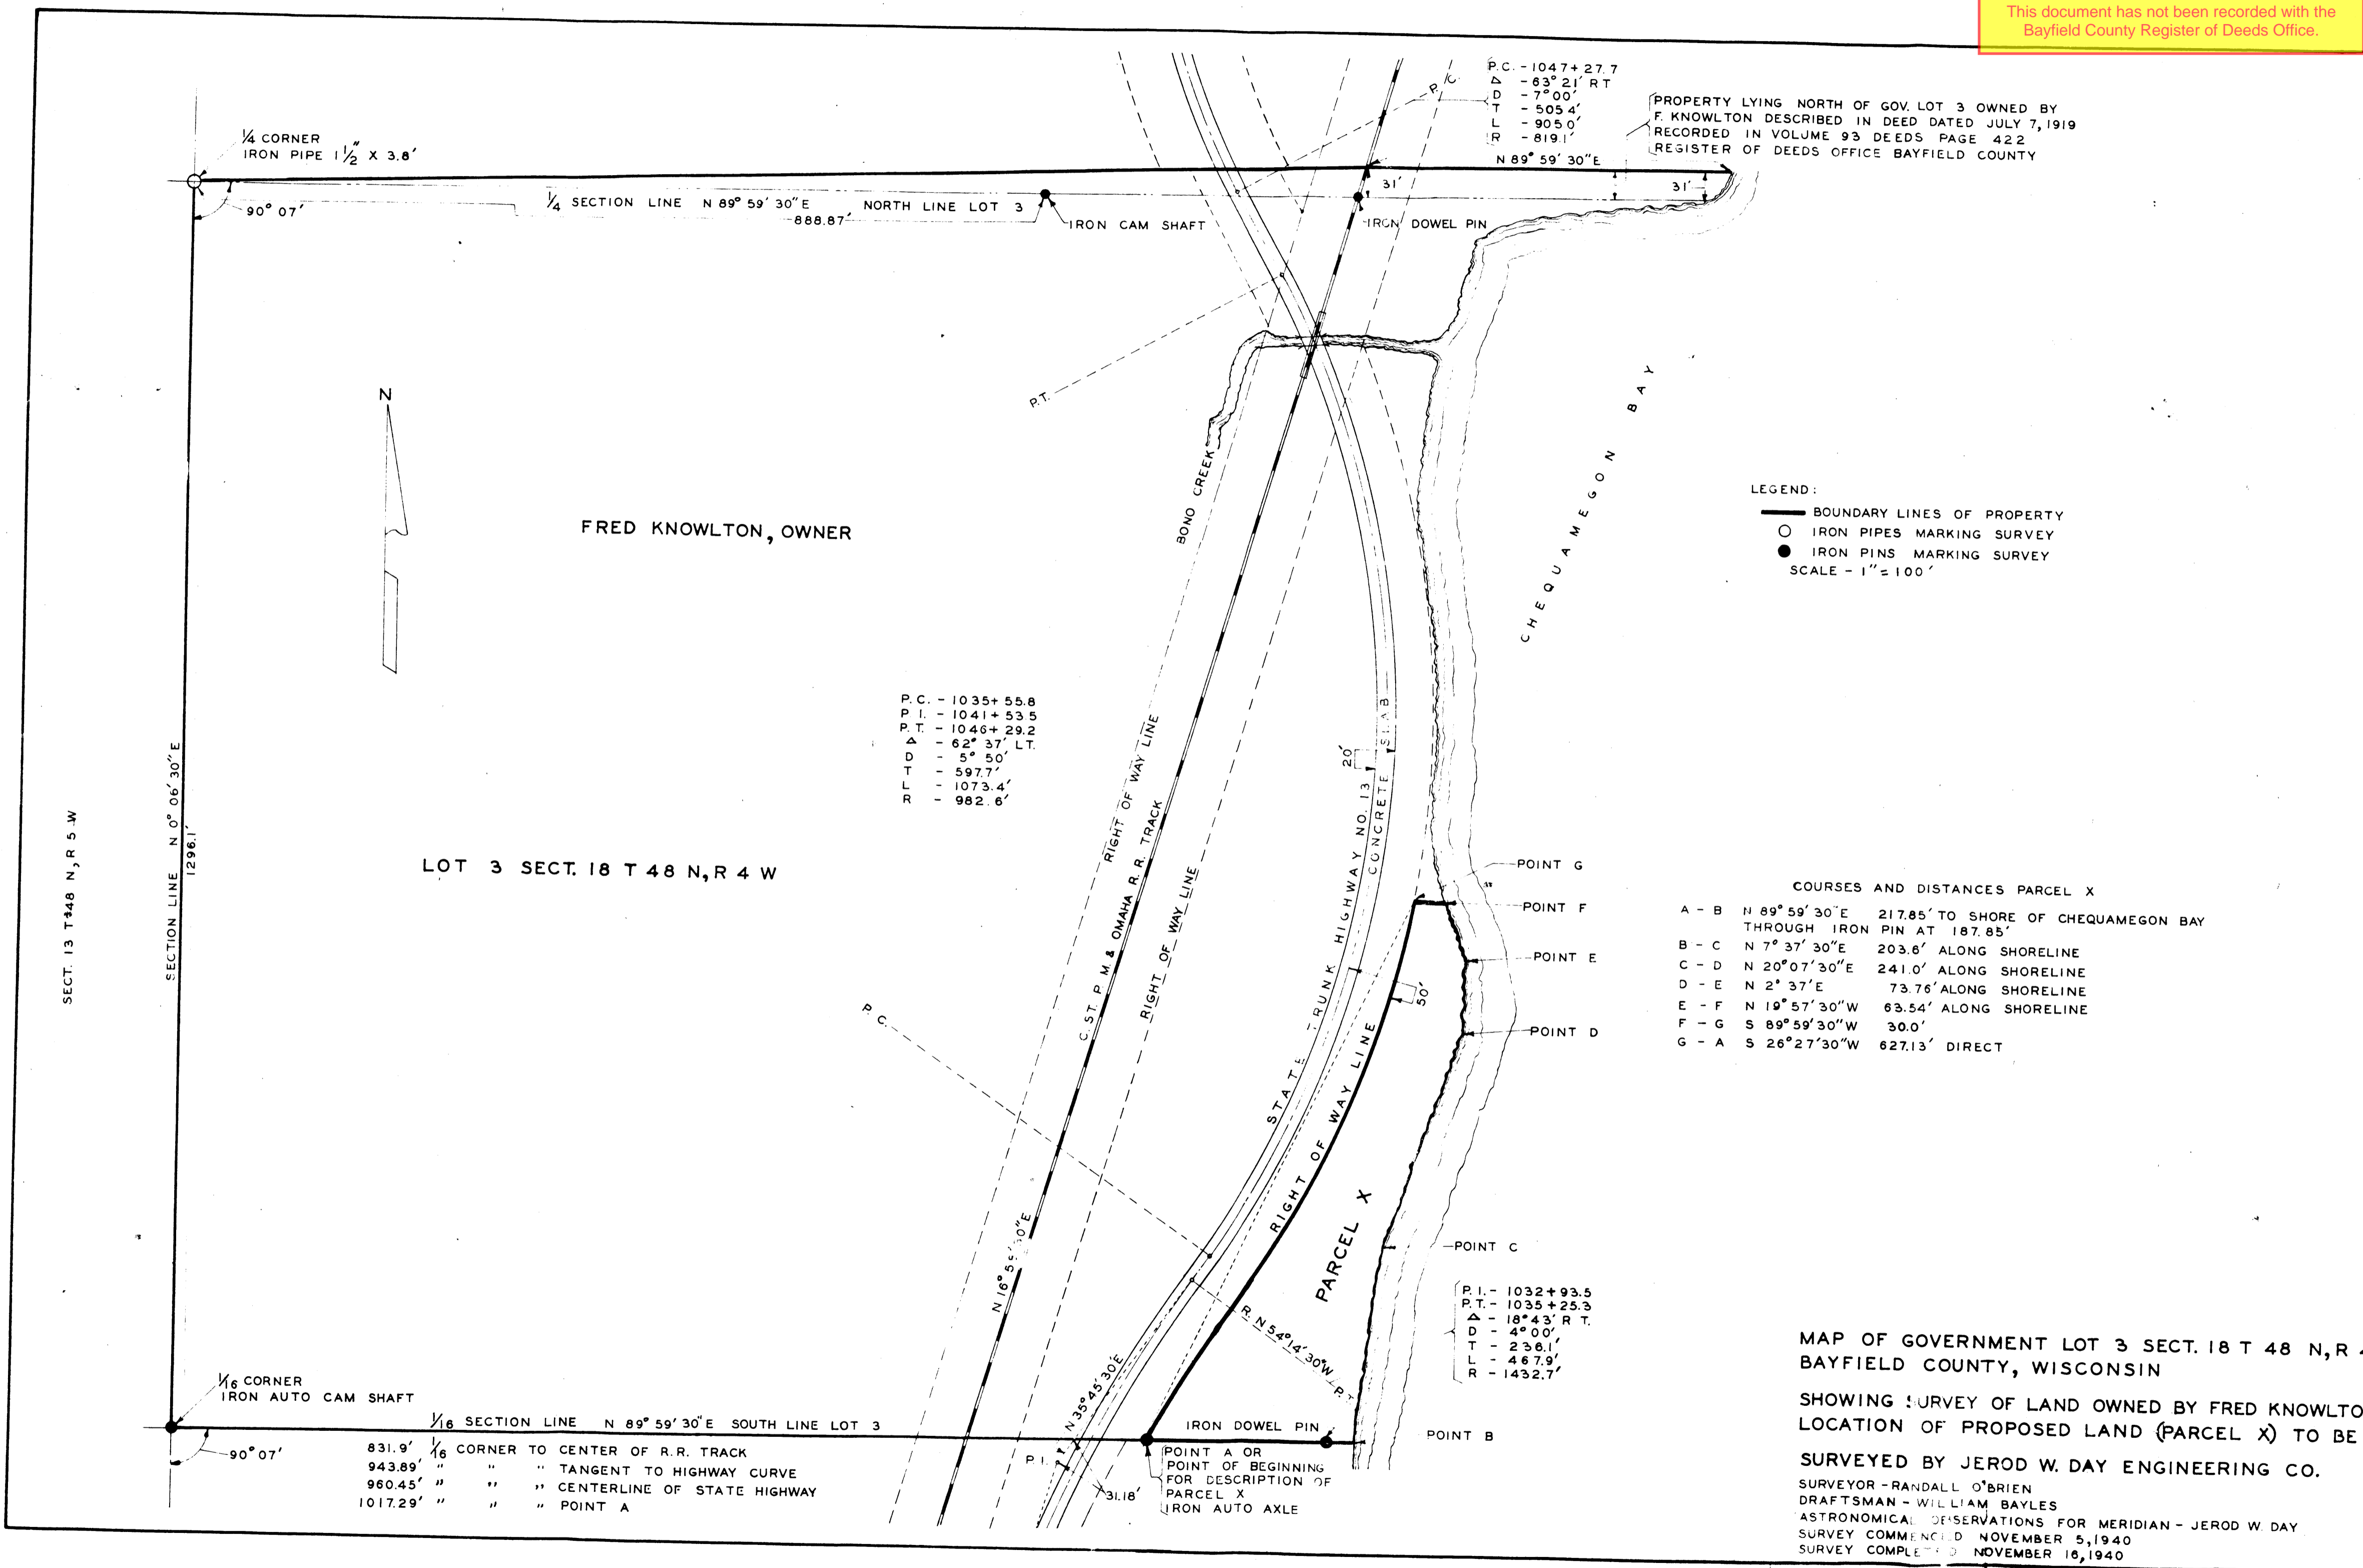 This document has not been recorded with the
Bayfield County Register of Deeds Office.
P.C. - 1047+27.7
Δ - 63° 21' RT
D - 7°00'
T - 505.4'
L - 905.0'
R - 819.1'
PROPERTY LYING NORTH OF GOV. LOT 3 OWNED BY
F. KNOWLTON DESCRIBED IN DEED DATED JULY 7, 1919
RECORDED IN VOLUME 93 DEEDS PAGE 422
REGISTER OF DEEDS OFFICE BAYFIELD COUNTY
P.C.
1/4 CORNER
IRON PIPE 1 1/2" X 3.8'
N 89° 59' 30"E
31'
31'
90° 07'
1/4 SECTION LINE N 89° 59' 30"E NORTH LINE LOT 3
888.87'
IRON CAM SHAFT
IRON DOWEL PIN
P.T.
N
BONO CREEK
CHEQUAMEGON BAY
FRED KNOWLTON, OWNER
LEGEND:
BOUNDARY LINES OF PROPERTY
IRON PIPES MARKING SURVEY
IRON PINS MARKING SURVEY
SCALE - 1" = 100'
P.C. - 1035+ 55.8
P.I. - 1041+ 53.5
P.T. - 1046+ 29.2
Δ - 62° 37' LT.
D - 5° 50'
T - 597.7'
L - 1073.4'
R - 982.6'
SECT. 13 T 48 N, R 5 W
SECTION LINE N 0° 06' 30"E
1296.1'
LOT 3 SECT. 18 T 48 N, R 4 W
RIGHT OF WAY LINE
C. ST. P. M. & OMAHA R. R. TRACK
RIGHT OF WAY LINE
STATE TRUNK HIGHWAY NO. 13
20'
CONCRETE SLAB
50'
RIGHT OF WAY LINE
POINT G
POINT F
POINT E
POINT D
POINT C
COURSES AND DISTANCES PARCEL X
A - B N 89° 59' 30"E 217.85' TO SHORE OF CHEQUAMEGON BAY
THROUGH IRON PIN AT 187.85'
B - C N 7° 37' 30"E 203.6' ALONG SHORELINE
C - D N 20°07'30"E 241.0' ALONG SHORELINE
D - E N 2° 37'E 73.76' ALONG SHORELINE
E - F N 19°57'30"W 63.54' ALONG SHORELINE
F - G S 89°59'30"W 30.0'
G - A S 26°27'30"W 627.13' DIRECT
P.C.
PARCEL X
R. N 54°14'30"W
P.T.
P.I. - 1032+93.5
P.T. - 1035+25.3
Δ - 18°43' R T.
D - 4°00'
T - 236.1'
L - 467.9'
R - 1432.7'
N 35°45'30"E
P.I.
31.18'
1/16 CORNER
IRON AUTO CAM SHAFT
90°07'
1/16 SECTION LINE N 89° 59' 30"E SOUTH LINE LOT 3
831.9' 1/16 CORNER TO CENTER OF R.R. TRACK
943.89' " " " TANGENT TO HIGHWAY CURVE
960.45' " " " CENTERLINE OF STATE HIGHWAY
1017.29' " " " POINT A
IRON DOWEL PIN
POINT B
POINT A OR
POINT OF BEGINNING
FOR DESCRIPTION OF
PARCEL X
IRON AUTO AXLE
MAP OF GOVERNMENT LOT 3 SECT. 18 T 48 N, R
BAYFIELD COUNTY, WISCONSIN
SHOWING SURVEY OF LAND OWNED BY FRED KNOWLTO
LOCATION OF PROPOSED LAND (PARCEL X) TO BE
SURVEYED BY JEROD W. DAY ENGINEERING CO.
SURVEYOR - RANDALL O'BRIEN
DRAFTSMAN - WILLIAM BAYLES
ASTRONOMICAL OBSERVATIONS FOR MERIDIAN - JEROD W. DAY
SURVEY COMMENCED NOVEMBER 5, 1940
SURVEY COMPLETED NOVEMBER 16, 1940